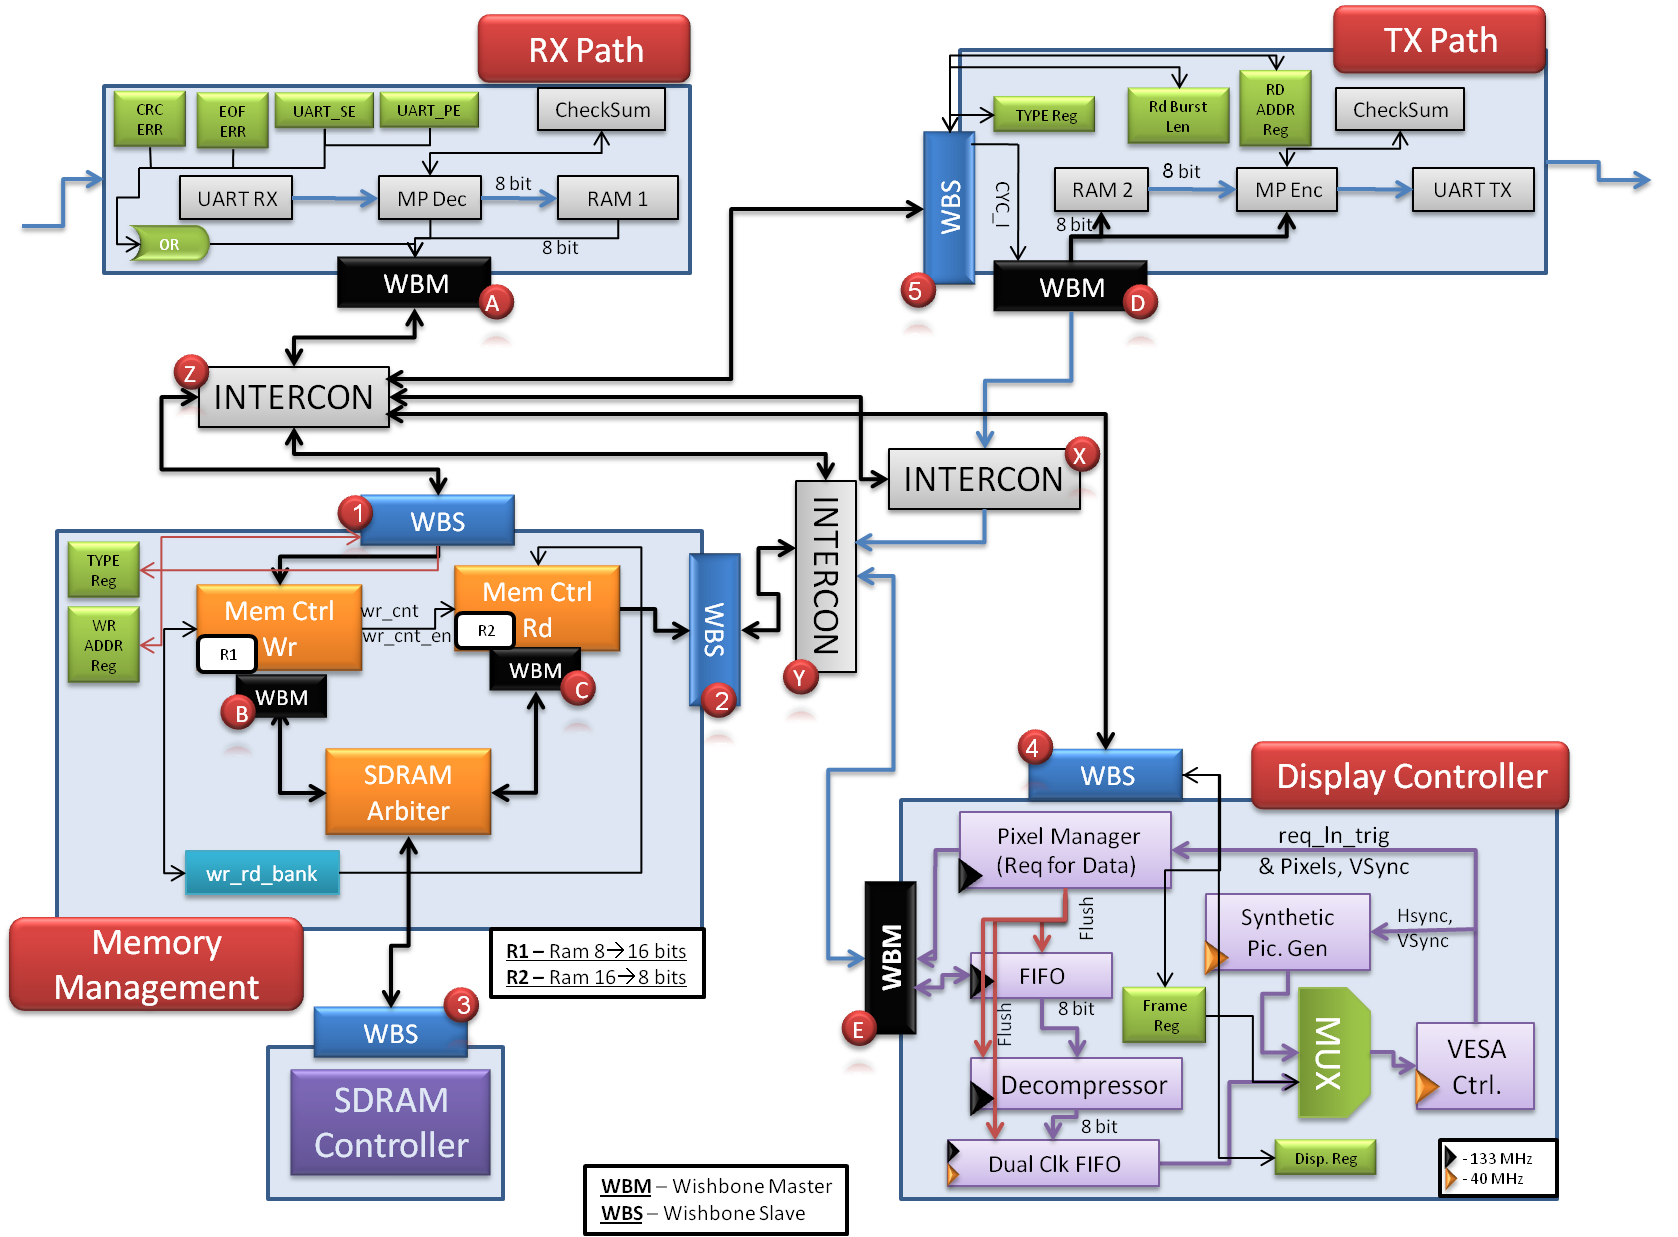 RX Path
CRC
ERR
EOF
ERR
UART_SE
UART_PE
CheckSum
UART RX
MP Dec
8 bit
RAM 1
OR
8 bit
WBM
A
TX Path
TYPE Reg
Rd Burst
Len
RD
ADDR
Reg
CheckSum
WBS
CYC_I
RAM 2
8 bit
MP Enc
UART TX
8 bit
5
WBM
D
Z
INTERCON
X
INTERCON
INTERCON
Y
1
WBS
TYPE
Reg
WR
ADDR
Reg
Mem Ctrl
Wr
R1
wr_cnt
wr_cnt_en
Mem Ctrl
Rd
R2
WBS
2
WBM
B
WBM
C
SDRAM
Arbiter
wr_rd_bank
Memory
Management
R1 – Ram 8→16 bits
R2 – Ram 16→8 bits
WBS
3
SDRAM
Controller
WBM – Wishbone Master
WBS – Wishbone Slave
4
WBS
Display Controller
Pixel Manager
(Req for Data)
req_ln_trig
& Pixels, VSync
Flush
Synthetic
Pic. Gen
Hsync,
VSync
WBM
E
FIFO
8 bit
Flush
Frame
Reg
MUX
VESA
Ctrl.
Decompressor
8 bit
Dual Clk FIFO
Disp. Reg
- 133 MHz
- 40 MHz